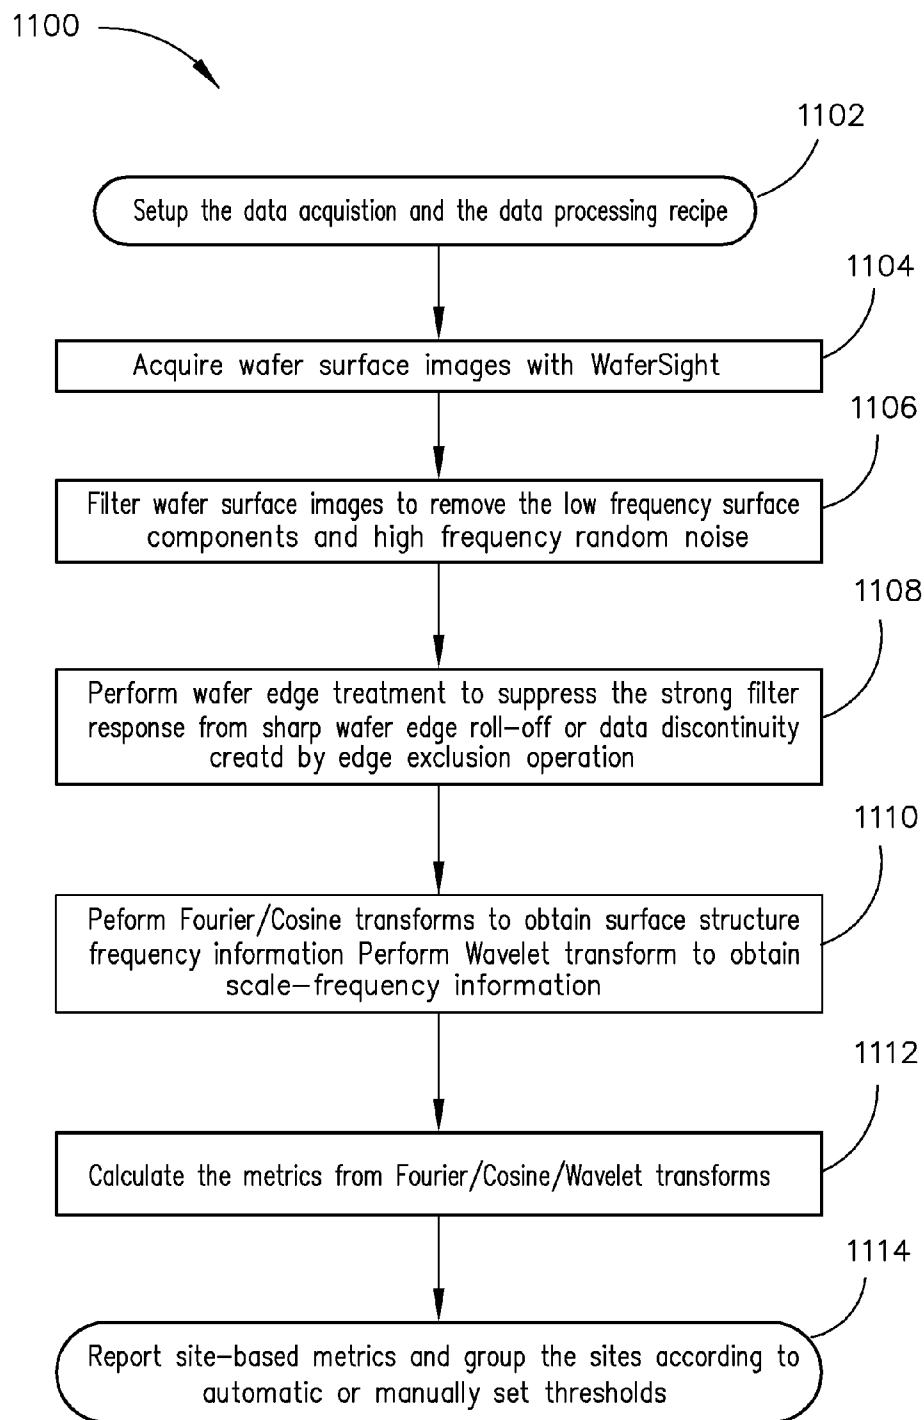 1100
1102
Setup the data acquistion and the data processing recipe
1104
Acquire wafer surface images with WaferSight
1106
Filter wafer surface images to remove the low frequency surface
components and high frequency random noise
1108
Perform wafer edge treatment to suppress the strong filter
response from sharp wafer edge roll-off or data discontinuity
creatd by edge exclusion operation
1110
Peform Fourier/Cosine transforms to obtain surface structure
frequency information Perform Wavelet transform to obtain
scale-frequency information
1112
Calculate the metrics from Fourier/Cosine/Wavelet transforms
1114
Report site-based metrics and group the sites according to
automatic or manually set thresholds